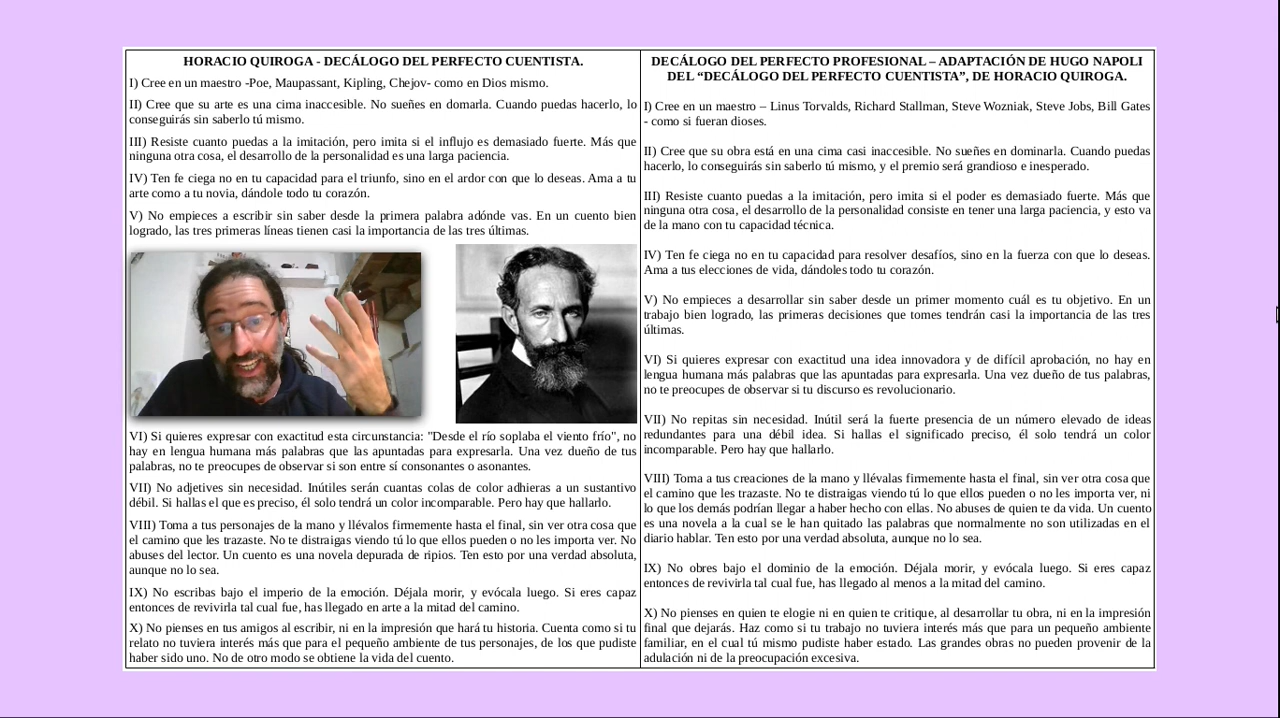 HORACIO QUIROGA - DECÁLOGO DEL PERFECTO CUENTISTA.
I) Cree en un maestro -Poe, Maupassant, Kipling, Chejov- como en Dios mismo.
II) Cree que su arte es una cima inaccesible. No sueñes en domarla. Cuando puedas hacerlo, lo
conseguirás sin saberlo tú mismo.
III) Resiste cuanto puedas a la imitación, pero imita si el influjo es demasiado fuerte. Más que
ninguna otra cosa, el desarrollo de la personalidad es una larga paciencia.
IV) Ten fe ciega no en tu capacidad para el triunfo, sino en el ardor con que lo deseas. Ama a tu
arte como a tu novia, dándole todo tu corazón.
V) No empieces a escribir sin saber desde la primera palabra adónde vas. En un cuento bien
logrado, las tres primeras líneas tienen casi la importancia de las tres últimas.
VI) Si quieres expresar con exactitud esta circunstancia: "Desde el río soplaba el viento frío", no
hay en lengua humana más palabras que las apuntadas para expresarla. Una vez dueño de tus
palabras, no te preocupes de observar si son entre sí consonantes o asonantes.
VII) No adjetives sin necesidad. Inútiles serán cuantas colas de color adhieras a un sustantivo
débil. Si hallas el que es preciso, él solo tendrá un color incomparable. Pero hay que hallarlo.
VIII) Toma a tus personajes de la mano y llévalos firmemente hasta el final, sin ver otra cosa que
el camino que les trazaste. No te distraigas viendo tú lo que ellos pueden o no les importa ver. No
abuses del lector. Un cuento es una novela depurada de ripios. Ten esto por una verdad absoluta,
aunque no lo sea.
IX) No escribas bajo el imperio de la emoción. Déjala morir, y evócala luego. Si eres capaz
entonces de revivirla tal cual fue, has llegado en arte a la mitad del camino.
X) No pienses en tus amigos al escribir, ni en la impresión que hará tu historia. Cuenta como si tu
relato no tuviera interés más que para el pequeño ambiente de tus personajes, de los que pudiste
haber sido uno. No de otro modo se obtiene la vida del cuento.
DECÁLOGO DEL PERFECTO PROFESIONAL – ADAPTACIÓN DE HUGO NAPOLI
DEL “DECÁLOGO DEL PERFECTO CUENTISTA”, DE HORACIO QUIROGA.
I) Cree en un maestro – Linus Torvalds, Richard Stallman, Steve Wozniak, Steve Jobs, Bill Gates
- como si fueran dioses.
II) Cree que su obra está en una cima casi inaccesible. No sueñes en dominarla. Cuando puedas
hacerlo, lo conseguirás sin saberlo tú mismo, y el premio será grandioso e inesperado.
III) Resiste cuanto puedas a la imitación, pero imita si el poder es demasiado fuerte. Más que
ninguna otra cosa, el desarrollo de la personalidad consiste en tener una larga paciencia, y esto va
de la mano con tu capacidad técnica.
IV) Ten fe ciega no en tu capacidad para resolver desafíos, sino en la fuerza con que lo deseas.
Ama a tus elecciones de vida, dándoles todo tu corazón.
V) No empieces a desarrollar sin saber desde un primer momento cuál es tu objetivo. En un
trabajo bien logrado, las primeras decisiones que tomes tendrán casi la importancia de las tres
últimas.
VI) Si quieres expresar con exactitud una idea innovadora y de difícil aprobación, no hay en
lengua humana más palabras que las apuntadas para expresarla. Una vez dueño de tus palabras,
no te preocupes de observar si tu discurso es revolucionario.
VII) No repitas sin necesidad. Inútil será la fuerte presencia de un número elevado de ideas
redundantes para una débil idea. Si hallas el significado preciso, él solo tendrá un color
incomparable. Pero hay que hallarlo.
VIII) Toma a tus creaciones de la mano y llévalas firmemente hasta el final, sin ver otra cosa que
el camino que les trazaste. No te distraigas viendo tú lo que ellos pueden o no les importa ver, ni
lo que los demás podrían llegar a haber hecho con ellas. No abuses de quien te da vida. Un cuento
es una novela a la cual se le han quitado las palabras que normalmente no son utilizadas en el
diario hablar. Ten esto por una verdad absoluta, aunque no lo sea.
IX) No obres bajo el dominio de la emoción. Déjala morir, y evócala luego. Si eres capaz
entonces de revivirla tal cual fue, has llegado al menos a la mitad del camino.
X) No pienses en quien te elogie ni en quien te critique, al desarrollar tu obra, ni en la impresión
final que dejarás. Haz como si tu trabajo no tuviera interés más que para un pequeño ambiente
familiar, en el cual tú mismo pudiste haber estado. Las grandes obras no pueden provenir de la
adulación ni de la preocupación excesiva.